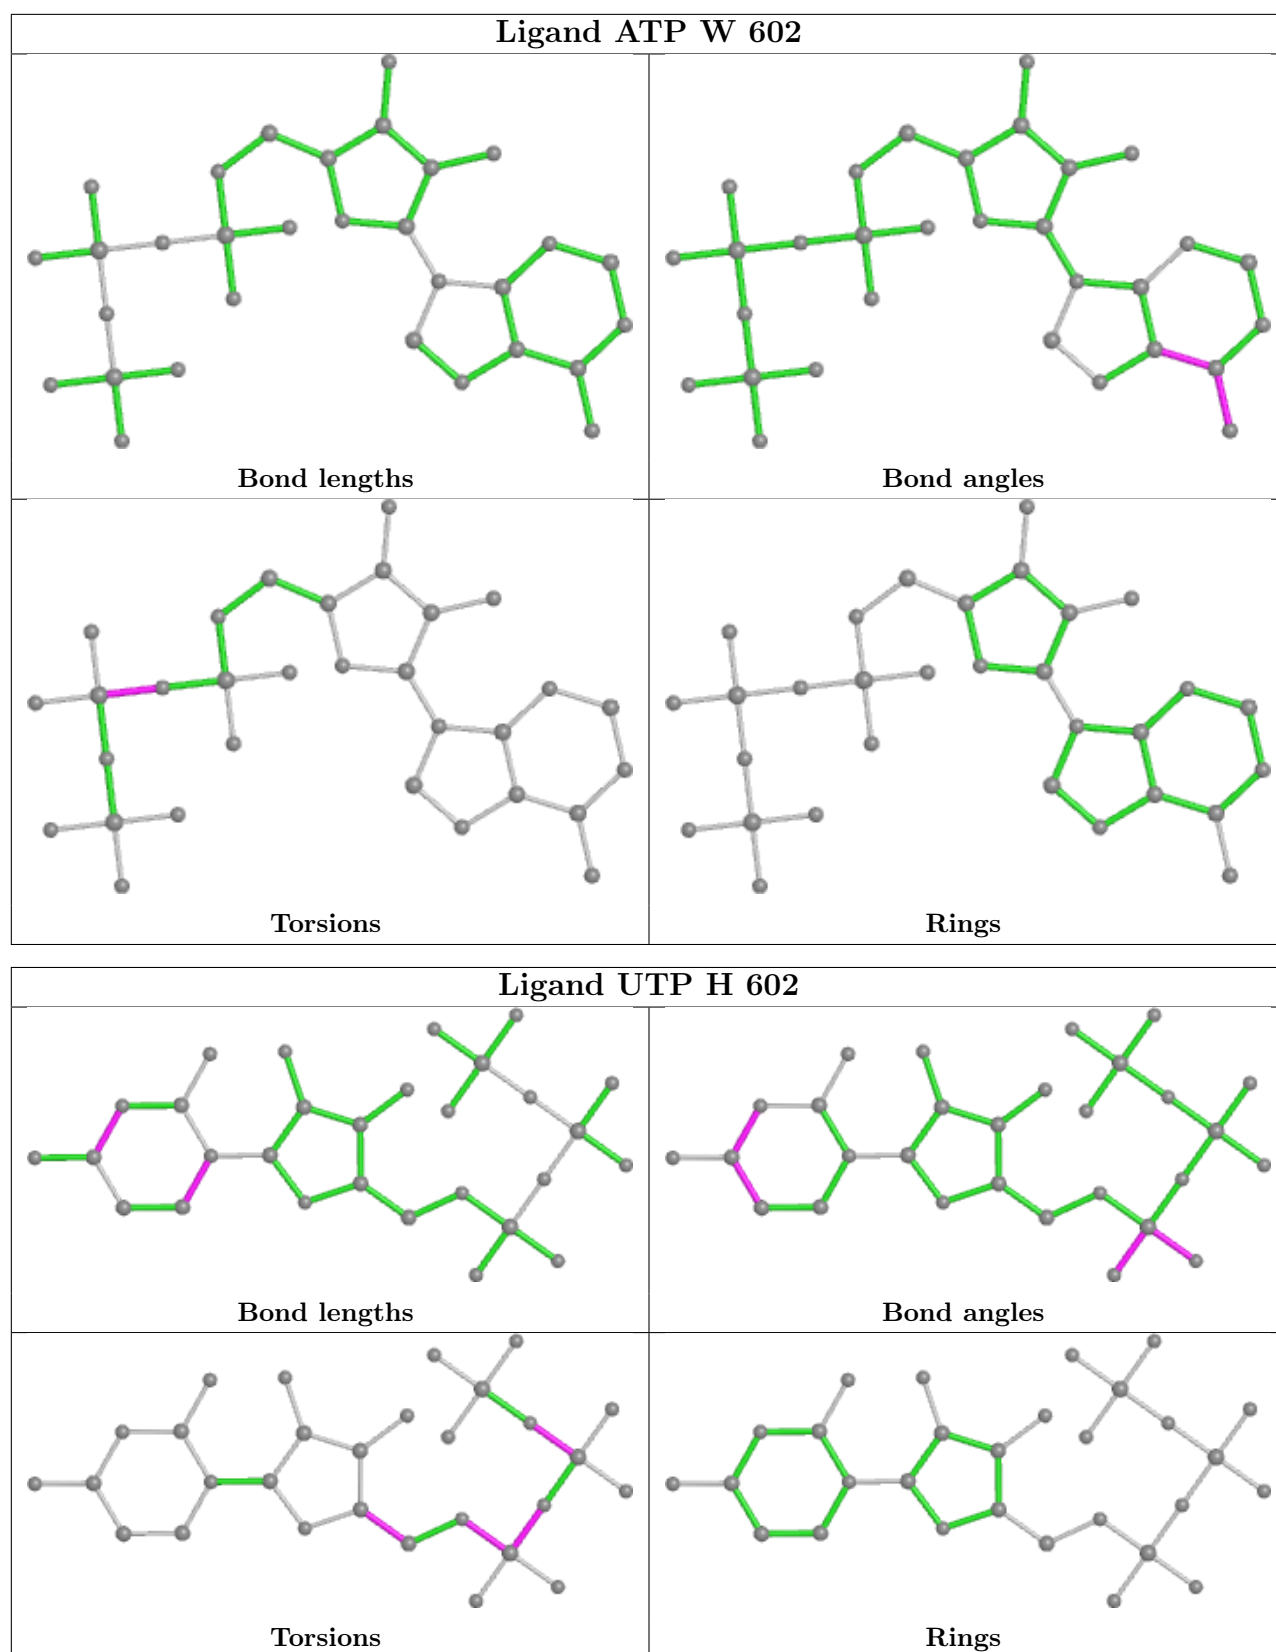 Ligand ATP W 602
Bond lengths
Bond angles
Torsions
Rings
Ligand UTP H 602
Bond lengths
Bond angles
Torsions
Rings